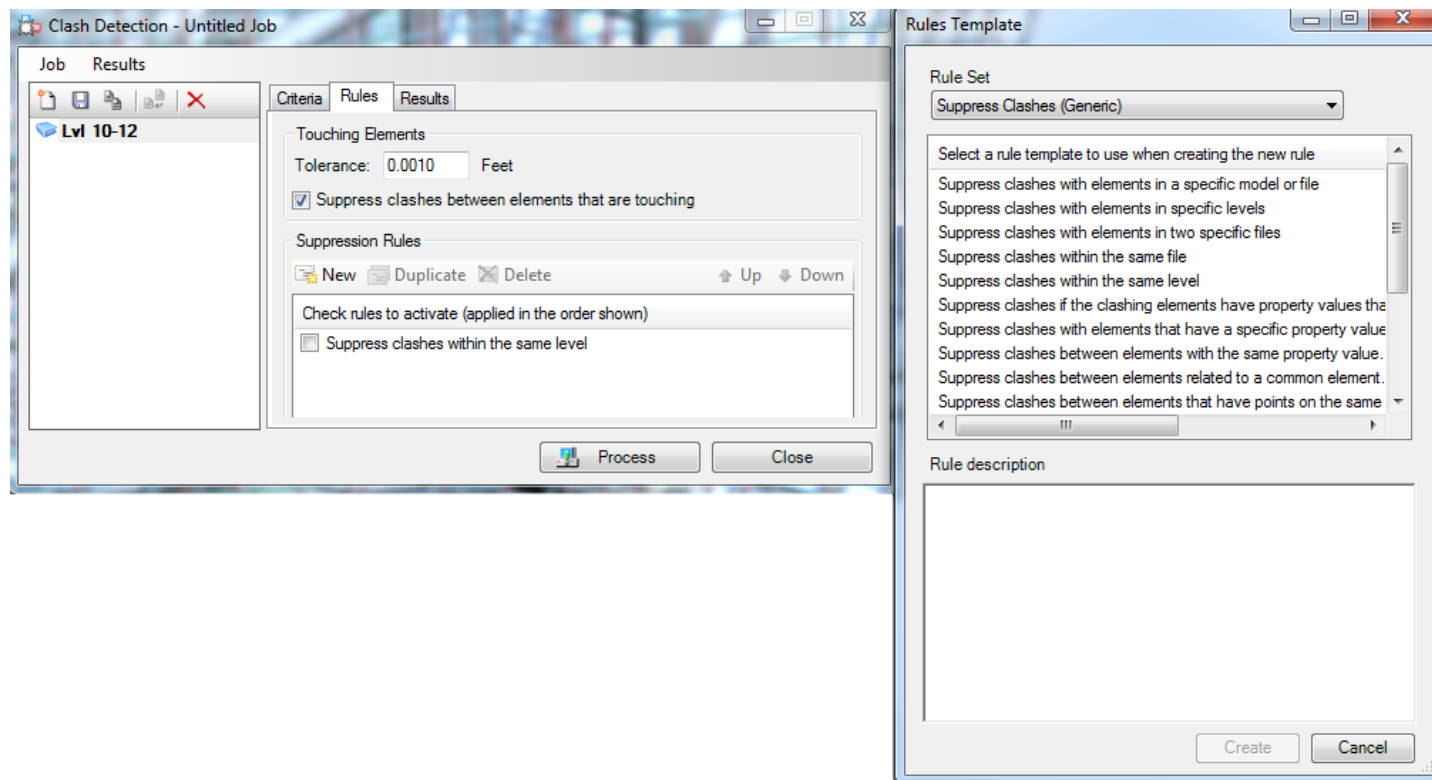 Clash Detection - Untitled Job
Job Results
Lvl 10-12
Criteria Rules Results
Touching Elements
Tolerance: 0.0010 Feet
Suppress clashes between elements that are touching
Suppression Rules
New Duplicate Delete Up Down
Check rules to activate (applied in the order shown)
Suppress clashes within the same level
Process Close
Rules Template
Rule Set
Suppress Clashes (Generic)
Select a rule template to use when creating the new rule
Suppress clashes with elements in a specific model or file
Suppress clashes with elements in specific levels
Suppress clashes with elements in two specific files
Suppress clashes within the same file
Suppress clashes within the same level
Suppress clashes if the clashing elements have property values tha
Suppress clashes with elements that have a specific property value
Suppress clashes between elements with the same property value.
Suppress clashes between elements related to a common element.
Suppress clashes between elements that have points on the same
Rule description
Create Cancel